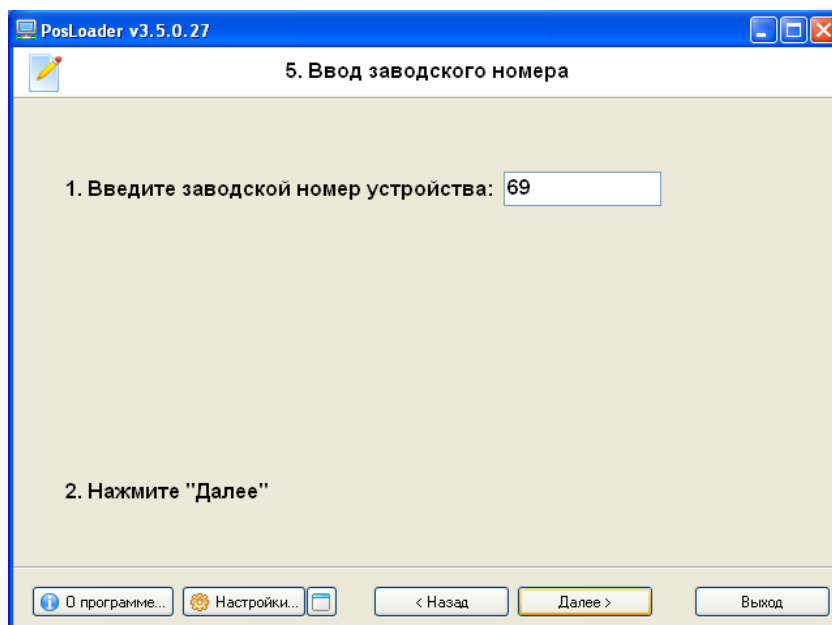 PosLoader v3.5.0.27
5. Ввод заводского номера
1. Введите заводской номер устройства: 69
2. Нажмите "Далее"
О программе... Настройки... < Назад Далее > Выход